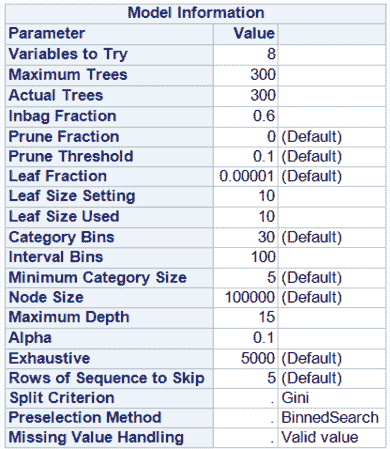 Model Information
Parameter Value
Variables to Try 8
Maximum Trees 300
Actual Trees 300
Inbag Fraction 0.6
Prune Fraction 0 (Default)
Prune Threshold 0.1 (Default)
Leaf Fraction 0.00001 (Default)
Leaf Size Setting 10
Leaf Size Used 10
Category Bins 30 (Default)
Interval Bins 100
Minimum Category Size 5 (Default)
Node Size 100000 (Default)
Maximum Depth 15
Alpha 0.1
Exhaustive 5000 (Default)
Rows of Sequence to Skip 5 (Default)
Split Criterion . Gini
Preselection Method . BinnedSearch
Missing Value Handling . Valid value